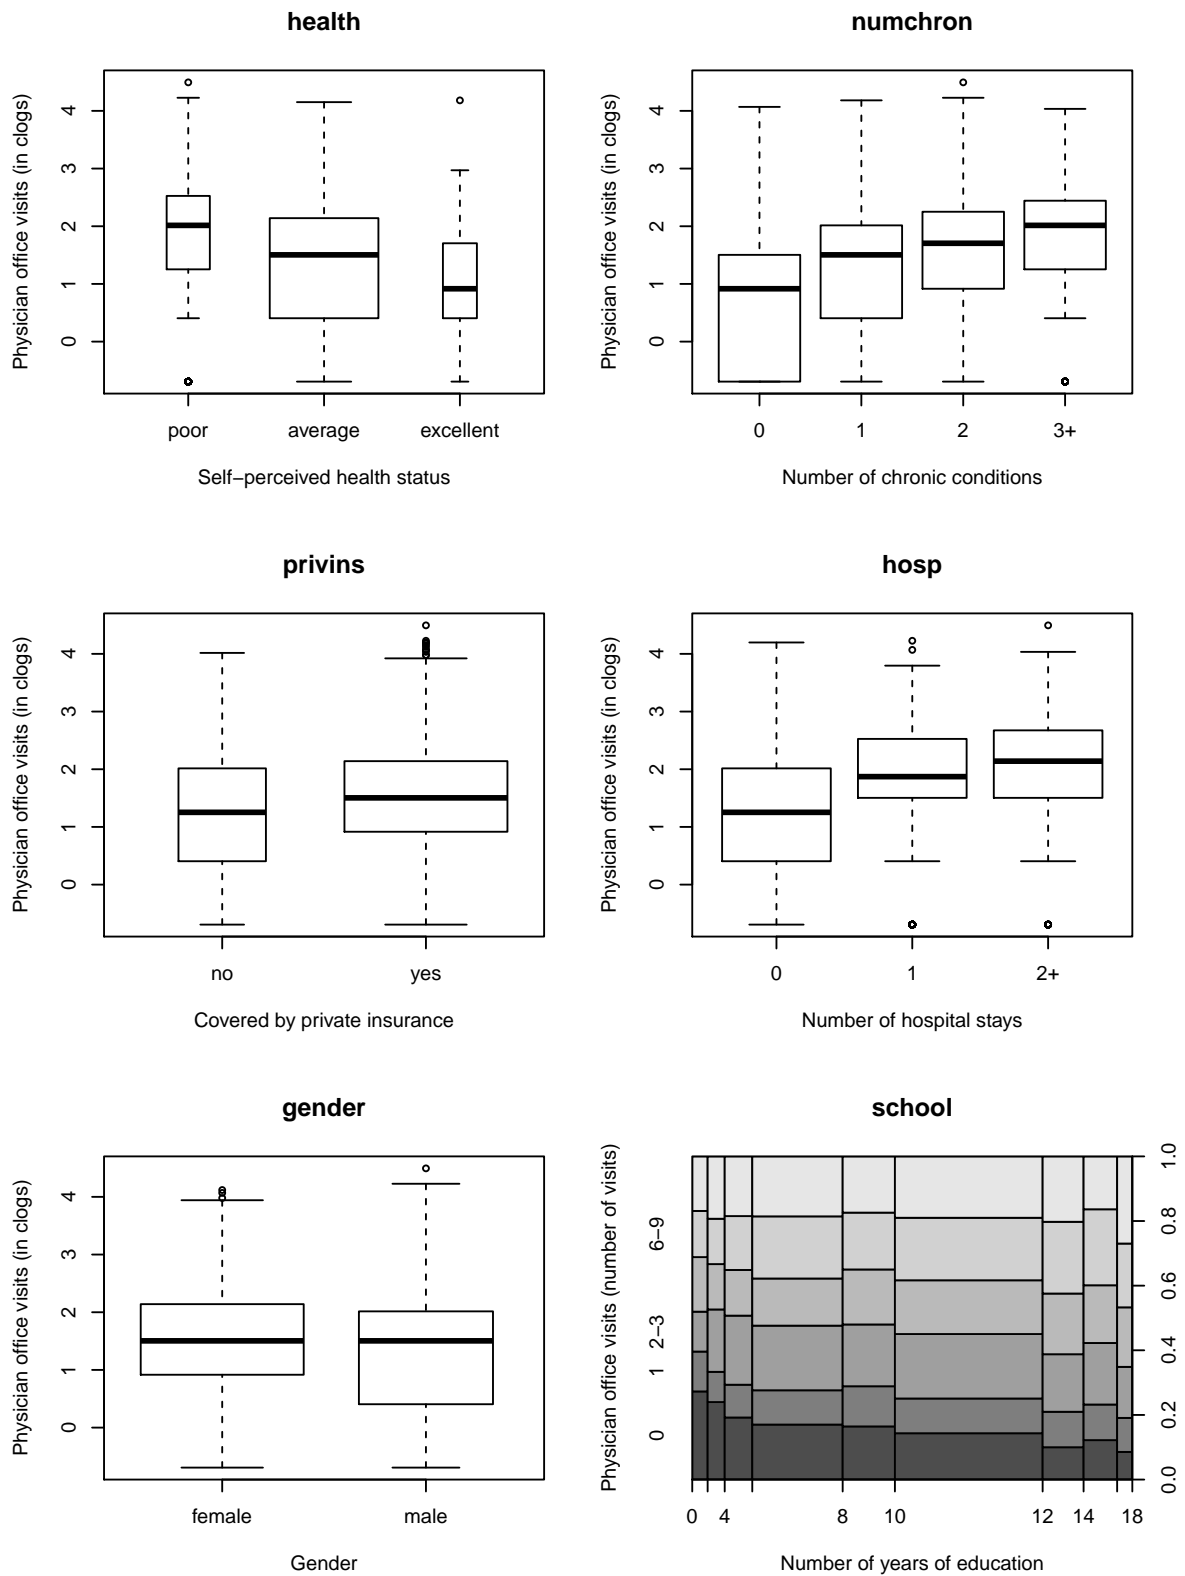 health
Physician office visits (in clogs)
4
3
2
1
0
poor average excellent
Self−perceived health status
numchron
Physician office visits (in clogs)
4
3
2
1
0
0 1 2 3+
Number of chronic conditions
privins
Physician office visits (in clogs)
4
3
2
1
0
no yes
Covered by private insurance
hosp
Physician office visits (in clogs)
4
3
2
1
0
0 1 2+
Number of hospital stays
gender
Physician office visits (in clogs)
4
3
2
1
0
female male
Gender
school
Physician office visits (number of visits)
6−9
2−3
1
0
1.0
0.8
0.6
0.4
0.2
0.0
0 4 8 10 12 14 18
Number of years of education